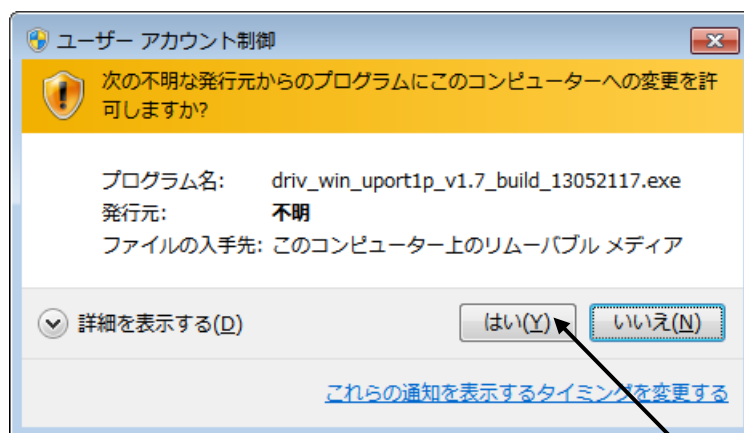 ユーザー アカウント制御
次の不明な発行元からのプログラムにこのコンピューターへの変更を許
可しますか?
プログラム名: driv_win_uport1p_v1.7_build_13052117.exe
発行元: 不明
ファイルの入手先: このコンピューター上のリムーバブル メディア
詳細を表示する(D) はい(Y) いいえ(N)
これらの通知を表示するタイミングを変更する